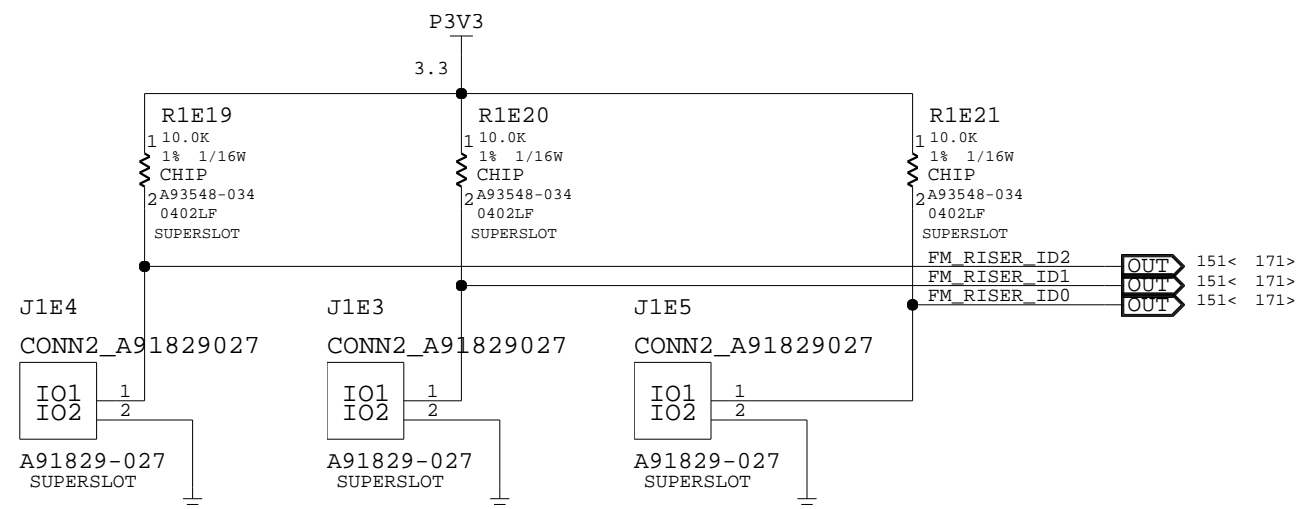 P3V3
3.3
R1E19
1 10.0K
1% 1/16W
CHIP
2 A93548-034
0402LF
SUPERSLOT
R1E20
1 10.0K
1% 1/16W
CHIP
2 A93548-034
0402LF
SUPERSLOT
R1E21
1 10.0K
1% 1/16W
CHIP
2 A93548-034
0402LF
SUPERSLOT
FM_RISER_ID2 OUT 151< 171>
FM_RISER_ID1 OUT 151< 171>
FM_RISER_ID0 OUT 151< 171>
J1E4
CONN2_A91829027
IO1 1
IO2 2
A91829-027
SUPERSLOT
J1E3
CONN2_A91829027
IO1 1
IO2 2
A91829-027
SUPERSLOT
J1E5
CONN2_A91829027
IO1 1
IO2 2
A91829-027
SUPERSLOT